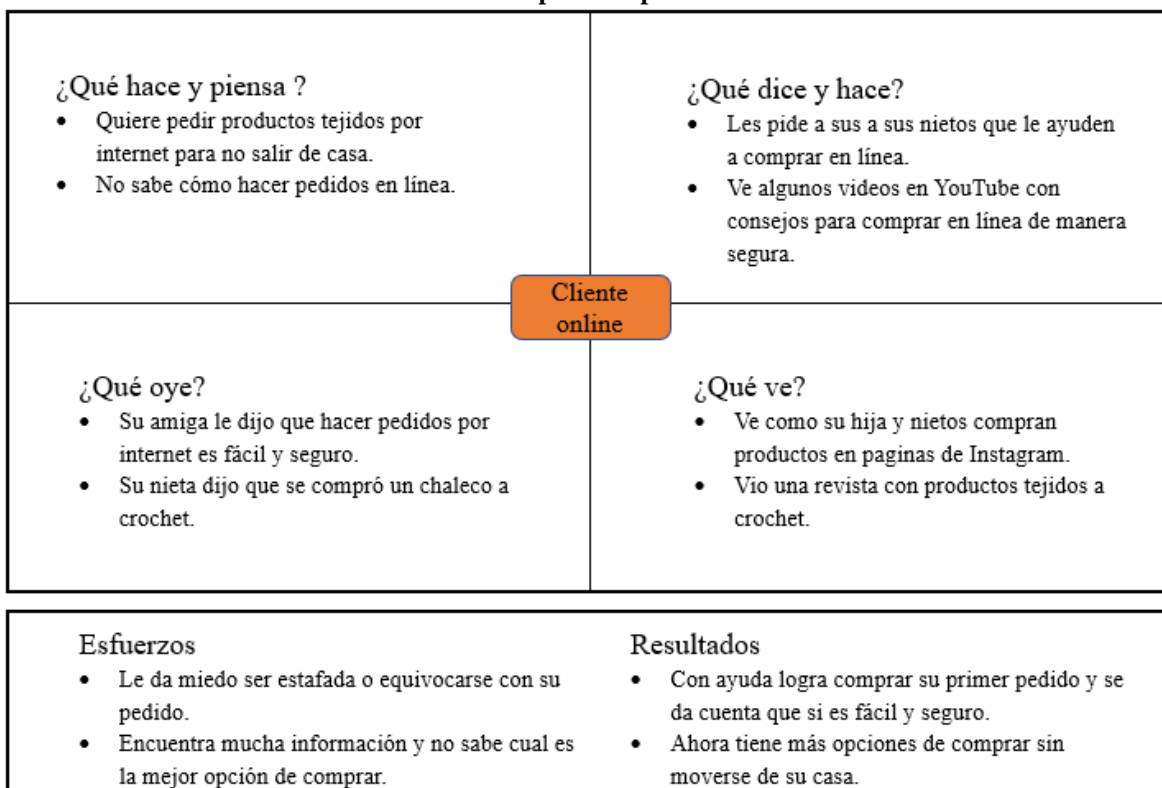 ¿Qué hace y piensa ?
• Quiere pedir productos tejidos por
internet para no salir de casa.
• No sabe cómo hacer pedidos en línea.
¿Qué dice y hace?
• Les pide a sus a sus nietos que le ayuden
a comprar en línea.
• Ve algunos videos en YouTube con
consejos para comprar en línea de manera
segura.
Cliente
online
¿Qué oye?
• Su amiga le dijo que hacer pedidos por
internet es fácil y seguro.
• Su nieta dijo que se compró un chaleco a
crochet.
¿Qué ve?
• Ve como su hija y nietos compran
productos en paginas de Instagram.
• Vio una revista con productos tejidos a
crochet.
Esfuerzos
• Le da miedo ser estafada o equivocarse con su
pedido.
• Encuentra mucha información y no sabe cual es
la mejor opción de comprar.
Resultados
• Con ayuda logra comprar su primer pedido y se
da cuenta que si es fácil y seguro.
• Ahora tiene más opciones de comprar sin
moverse de su casa.